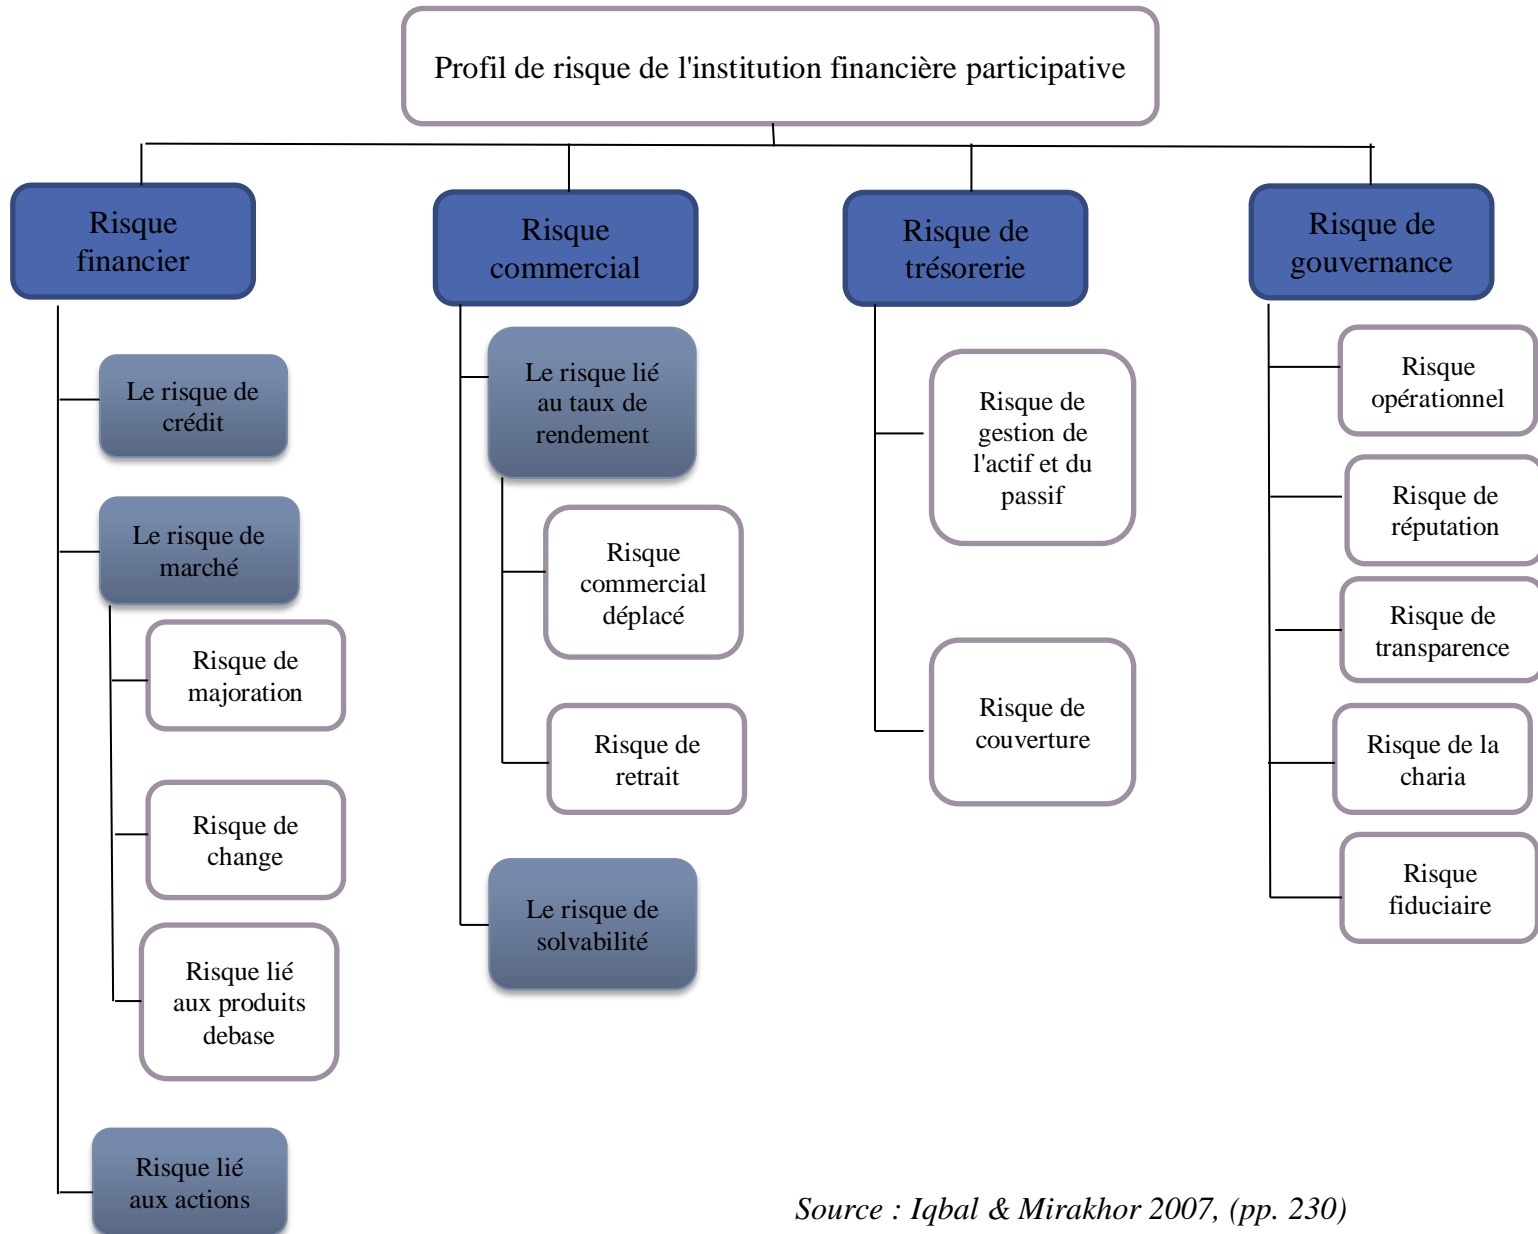 Profil de risque de l'institution financière participative
Risque
financier
Le risque de
crédit
Le risque de
marché
Risque de
majoration
Risque de
change
Risque lié
aux produits
debase
Risque lié
aux actions
Risque
commercial
Le risque lié
au taux de
rendement
Risque
commercial
déplacé
Risque de
retrait
Le risque de
solvabilité
Risque de
trésorerie
Risque de
gestion de
l'actif et du
passif
Risque de
couverture
Risque de
gouvernance
Risque
opérationnel
Risque de
réputation
Risque de
transparence
Risque de la
charia
Risque
fiduciaire
Source : Iqbal & Mirakhor 2007, (pp. 230)